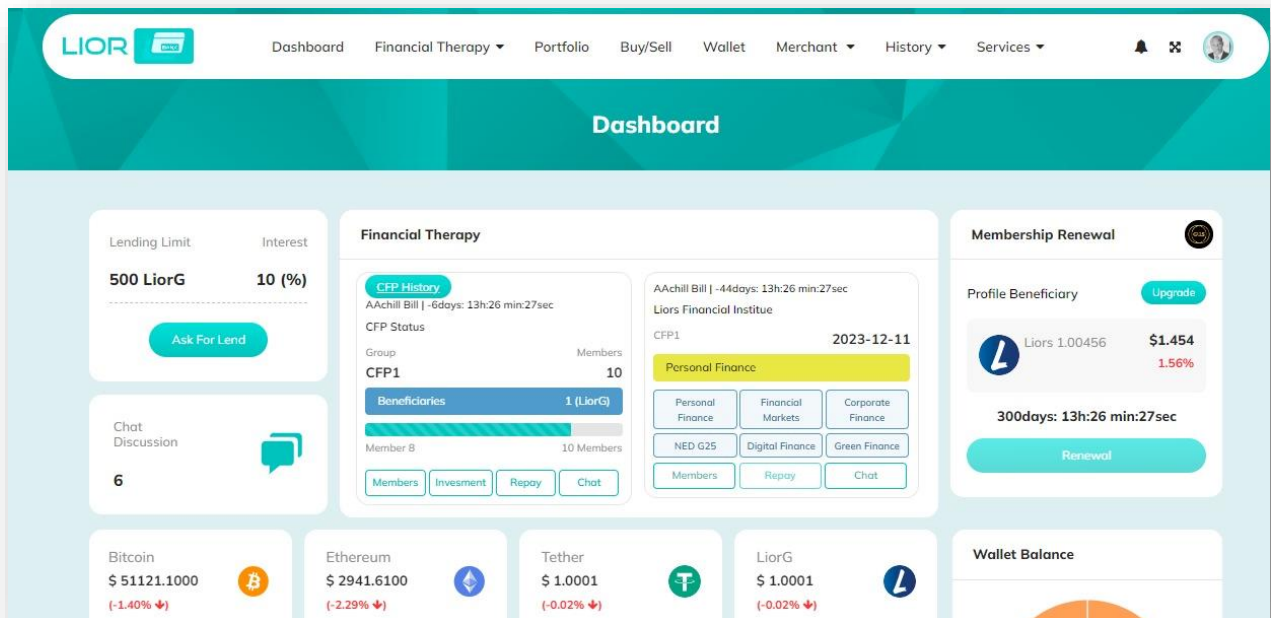 LIOR
Dashboard Financial Therapy Portfolio Buy/Sell Wallet Merchant History Services
Dashboard
Lending Limit Interest
500 LiorG 10 (%)
Ask For Lend
Chat
Discussion
6
Financial Therapy
CFP History
AAchill Bill | -6days: 13h:26 min:27sec
CFP Status
Group Members
CFP1 10
Beneficiaries 1 (LiorG)
Member 8 10 Members
Members Invesment Repay Chat
AAchill Bill | -44days: 13h:26 min:27sec
Liors Financial Institue
CFP1 2023-12-11
Personal Finance
Personal Finance
Financial Markets
Corporate Finance
NED G25 Digital Finance Green Finance
Members Repay Chat
Membership Renewal
Profile Beneficiary Upgrade
Liors 1.00456 $1.454
1.56%
300days: 13h:26 min:27sec
Renewal
Bitcoin
$ 51121.1000
(-1.40% 🡓)
Ethereum
$ 2941.6100
(-2.29% 🡓)
Tether
$ 1.0001
(-0.02% 🡓)
LiorG
$ 1.0001
(-0.02% 🡓)
Wallet Balance